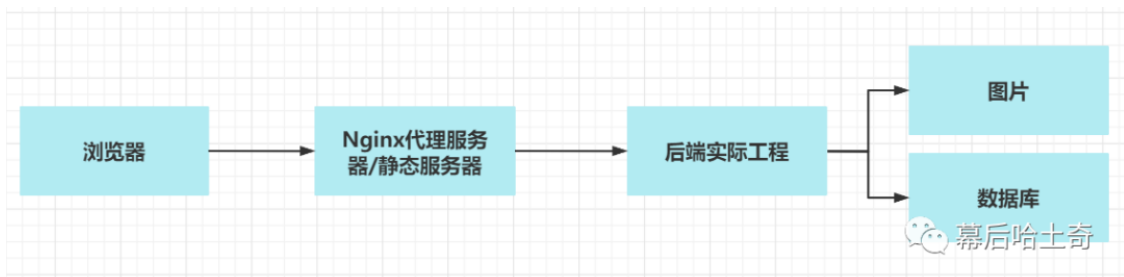 浏览器
Nginx代理服务
器/静态服务器
后端实际工程
图片
数据库
幕后哈士奇